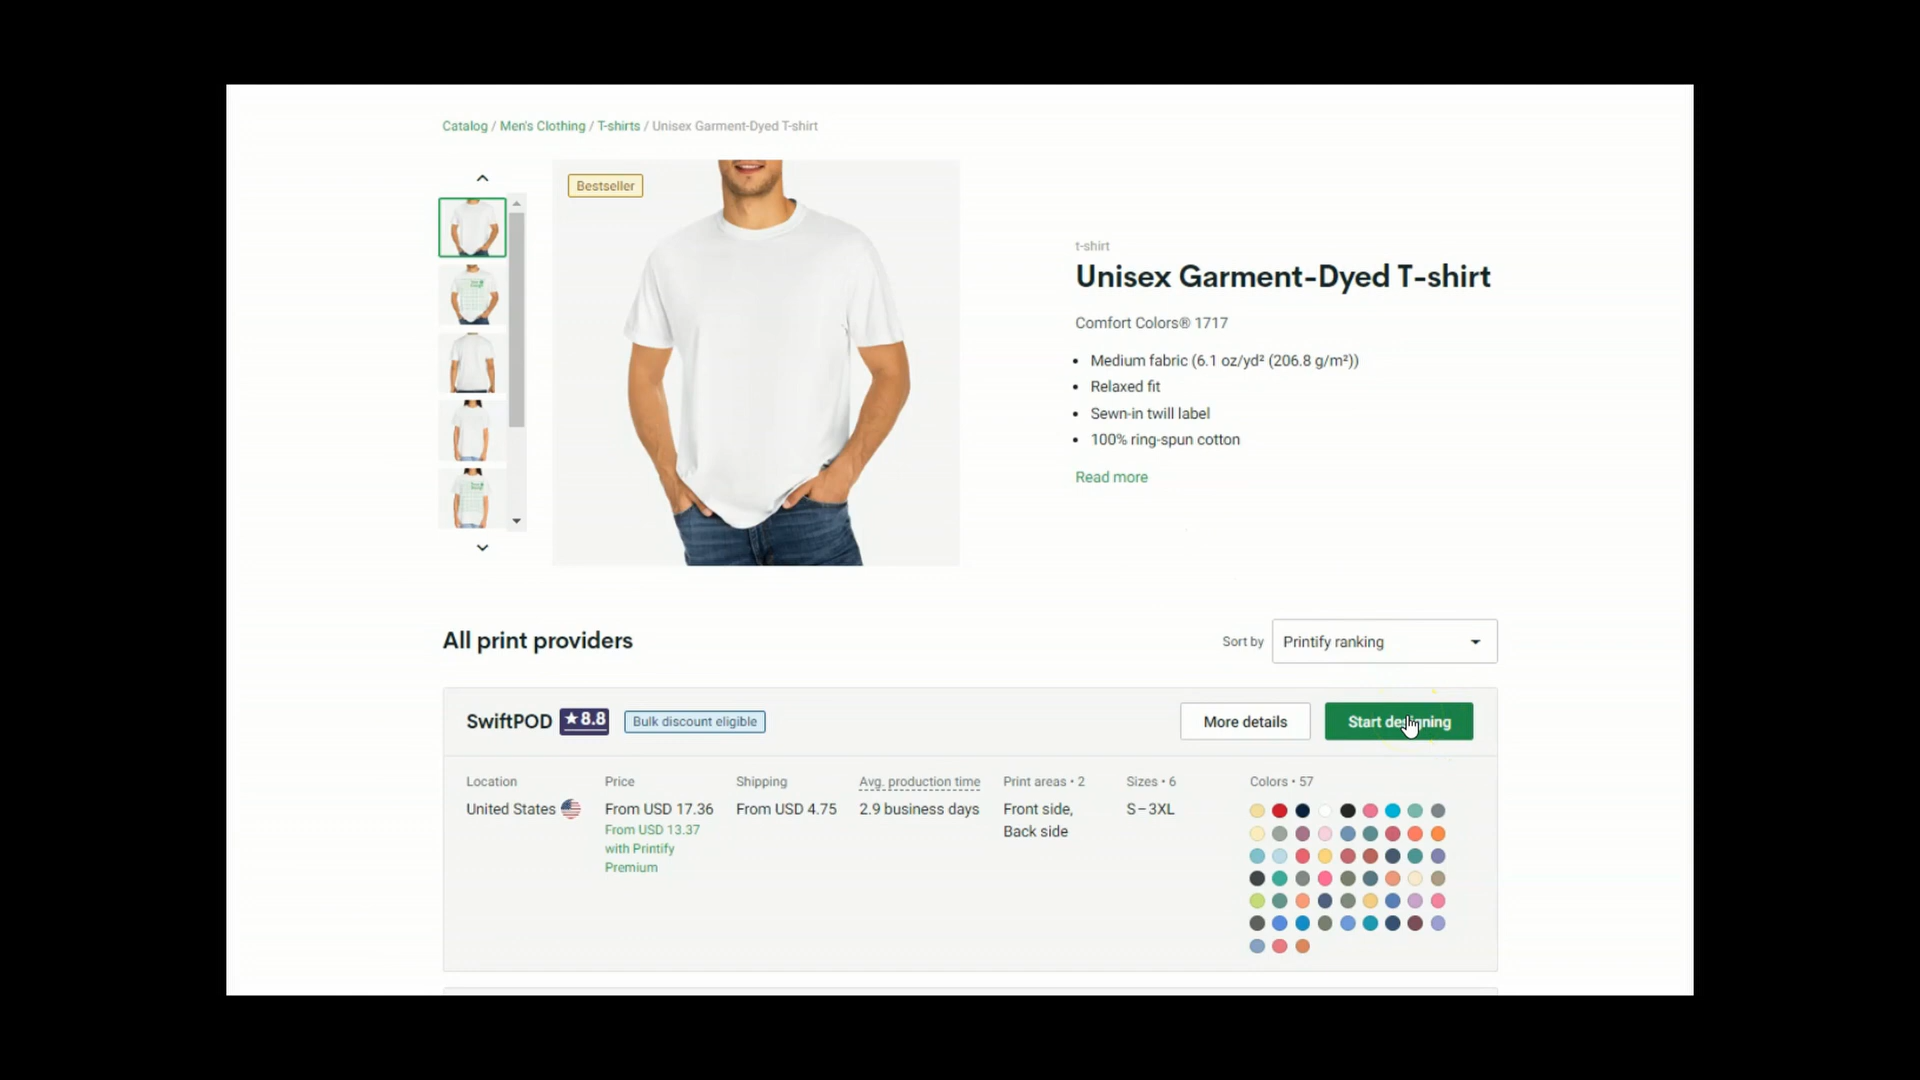 Catalog / Men's Clothing / T-shirts / Unisex Garment-Dyed T-shirt
Bestseller
t-shirt
Unisex Garment-Dyed T-shirt
Comfort Colors® 1717
• Medium fabric (6.1 oz/yd² (206.8 g/m²))
• Relaxed fit
• Sewn-in twill label
• 100% ring-spun cotton
Read more
All print providers
Sort by
Printify ranking
SwiftPOD ★ 8.8 Bulk discount eligible
More details
Start designing
Location
United States
Price
From USD 17.36
From USD 13.37
with Printify
Premium
Shipping
From USD 4.75
Avg. production time
2.9 business days
Print areas • 2
Front side,
Back side
Sizes • 6
S–3XL
Colors • 57